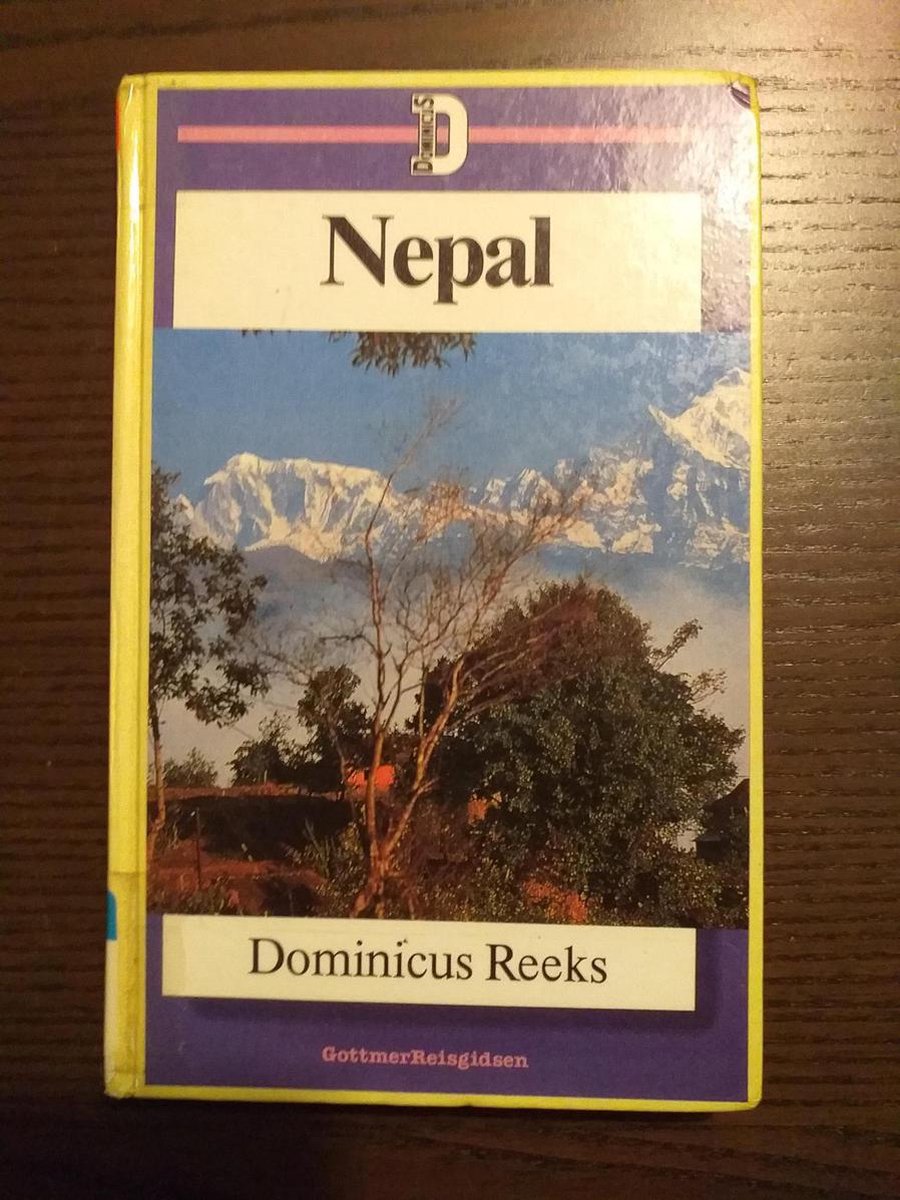 DOMINICUS
D
Nepal
Dominicus Reeks
GottmerReisgidsen